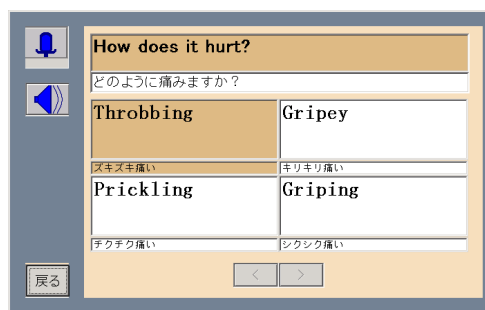 How does it hurt?
どのように痛みますか？
Throbbing
Gripey
ズキズキ痛い
キリキリ痛い
Prickling
Griping
チクチク痛い
シクシク痛い
戻る
< >